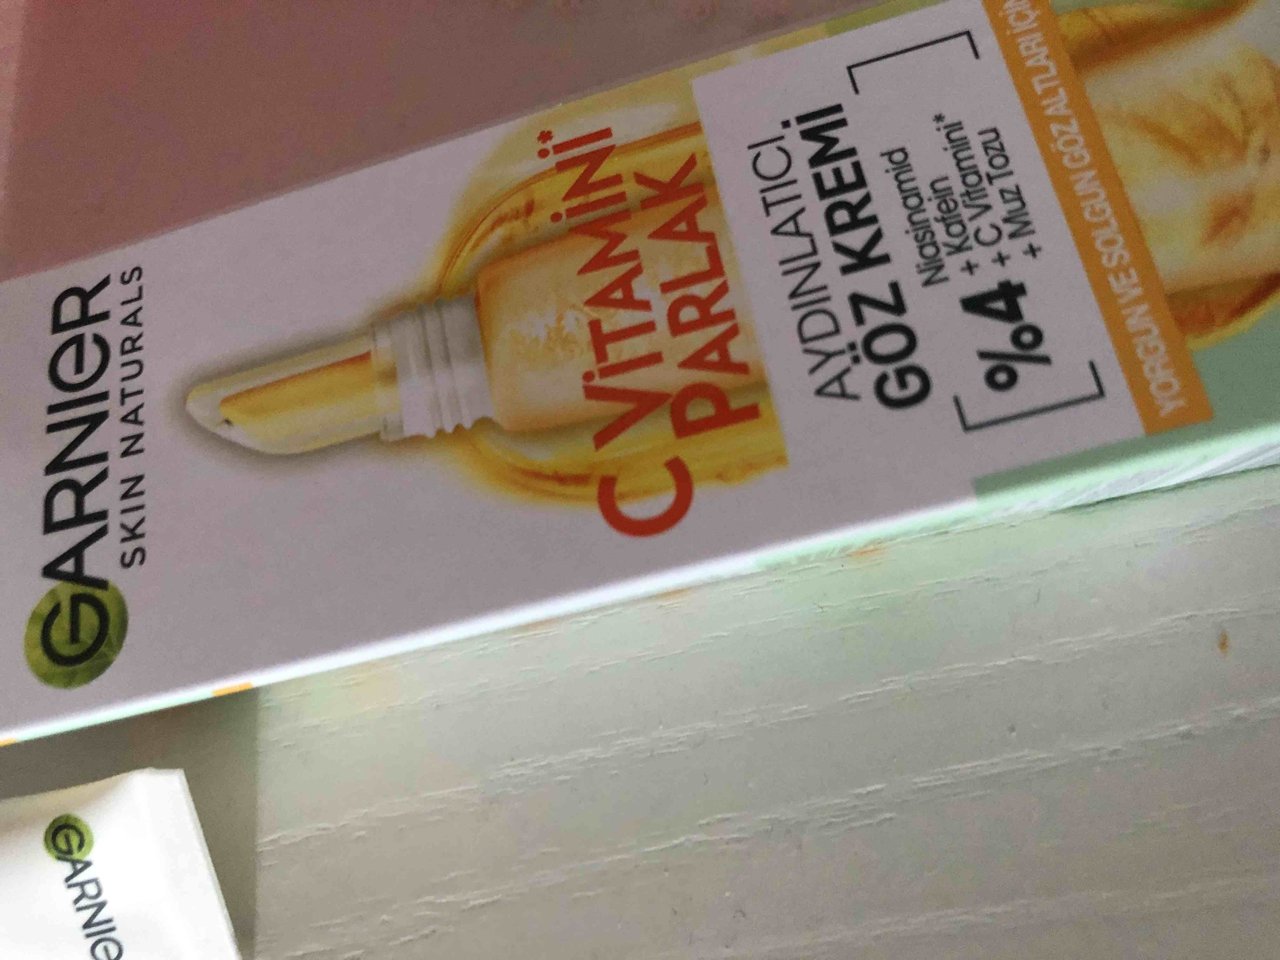 GARNIER
SKIN NATURALS
C VİTAMİNİ*
PARLAK
AYDINLATICI
GÖZ KREMİ
%4
Niasinamid
+ Kafein
+ C Vitamini*
+ Muz Tozu
YORGUN VE SOLGUN GÖZ ALTLARI İÇİN
GARNIE